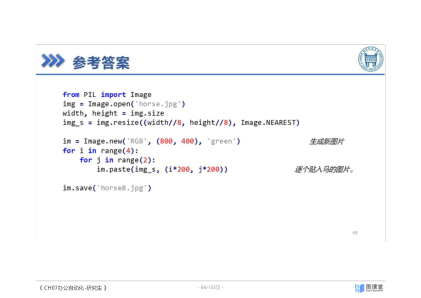 参考答案
from PIL import Image
img = Image.open('horse.jpg')
width, height = img.size
img_s = img.resize((width//8, height//8), Image.NEAREST)
im = Image.new('RGB', (800, 400), 'green') 生成新图片
for i in range(4):
    for j in range(2):
        im.paste(img_s, (i*200, j*200)) 逐个贴入马的图片。
im.save('horse8.jpg')
69
《CH07办公自动化-研究生》
- 69/105页 -
雨课堂